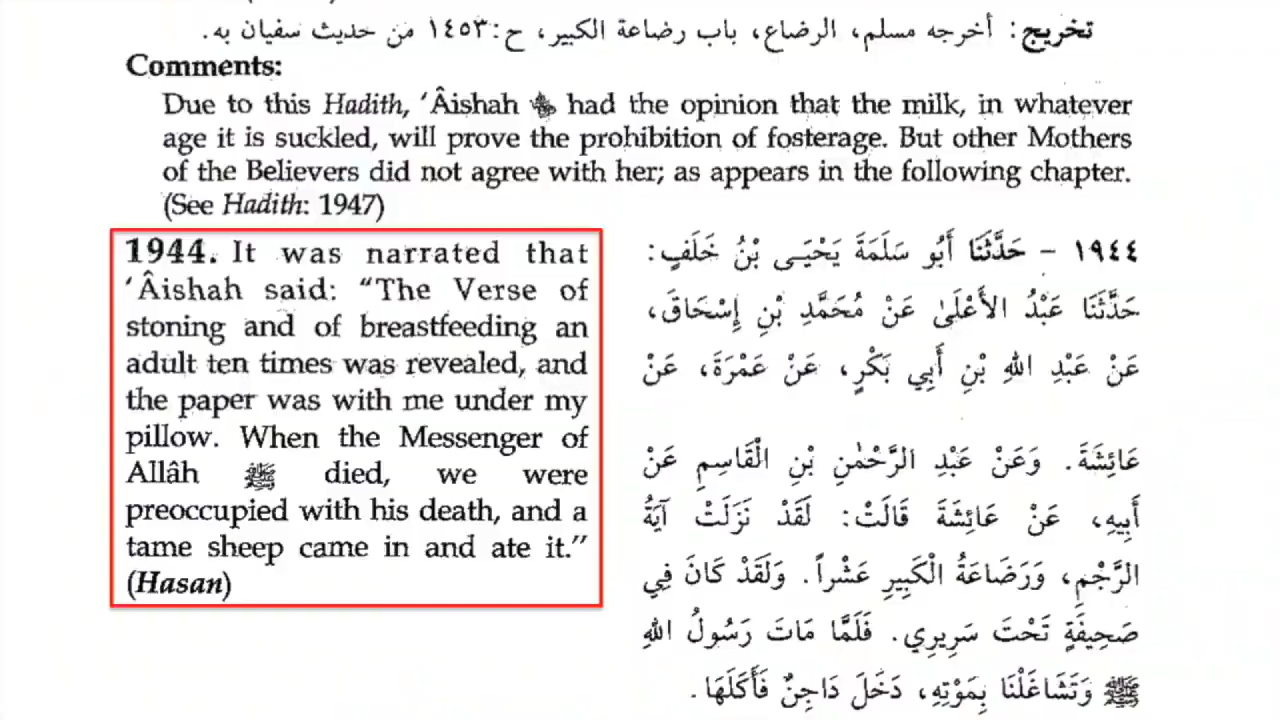 تخريج: أخرجه مسلم، الرضاع، باب رضاعة الكبير، ح:١٤٥٣ من حديث سفيان به.
Comments:
Due to this Hadith, ‘Âishah had the opinion that the milk, in whatever
age it is suckled, will prove the prohibition of fosterage. But other Mothers
of the Believers did not agree with her; as appears in the following chapter.
(See Hadith: 1947)
1944. It was narrated that
‘Âishah said: “The Verse of
stoning and of breastfeeding an
adult ten times was revealed, and
the paper was with me under my
pillow. When the Messenger of
Allâh ﷺ died, we were
preoccupied with his death, and a
tame sheep came in and ate it.”
(Hasan)
١٩٤٤ - حَدَّثَنَا أَبُو سَلَمَةَ يَحْيَى بْنُ خَلَفٍ:
حَدَّثَنَا عَبْدُ الأَعْلَىٰ عَنْ مُحَمَّدِ بْنِ إِسْحَاقَ،
عَنْ عَبْدِ اللهِ بْنِ أَبِي بَكْرٍ، عَنْ عَمْرَةَ، عَنْ
عَائِشَةَ. وَعَنْ عَبْدِ الرَّحْمٰنِ بْنِ الْقَاسِمِ عَنْ
أَبِيهِ، عَنْ عَائِشَةَ قَالَتْ: لَقَدْ نَزَلَتْ آيَةُ
الرَّجْمِ، وَرَضَاعَةُ الْكَبِيرِ عَشْراً. وَلَقَدْ كَانَ فِي
صَحِيفَةٍ تَحْتَ سَرِيرِي. فَلَمَّا مَاتَ رَسُولُ اللهِ
ﷺ وَتَشَاغَلْنَا بِمَوْتِهِ، دَخَلَ دَاجِنٌ فَأَكَلَهَا.